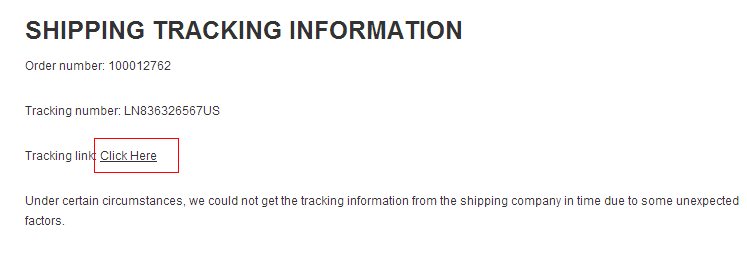 SHIPPING TRACKING INFORMATION
Order number: 100012762
Tracking number: LN836326567US
Tracking link: Click Here
Under certain circumstances, we could not get the tracking information from the shipping company in time due to some unexpected
factors.